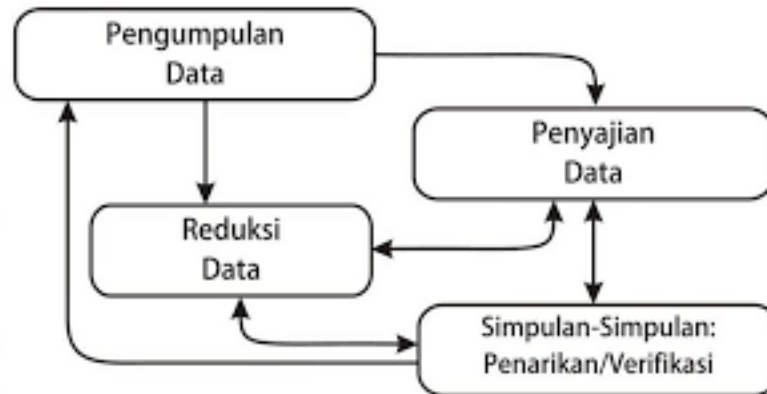 Pengumpulan
Data
Penyajian
Data
Reduksi
Data
Simpulan-Simpulan:
Penarikan/Verifikasi